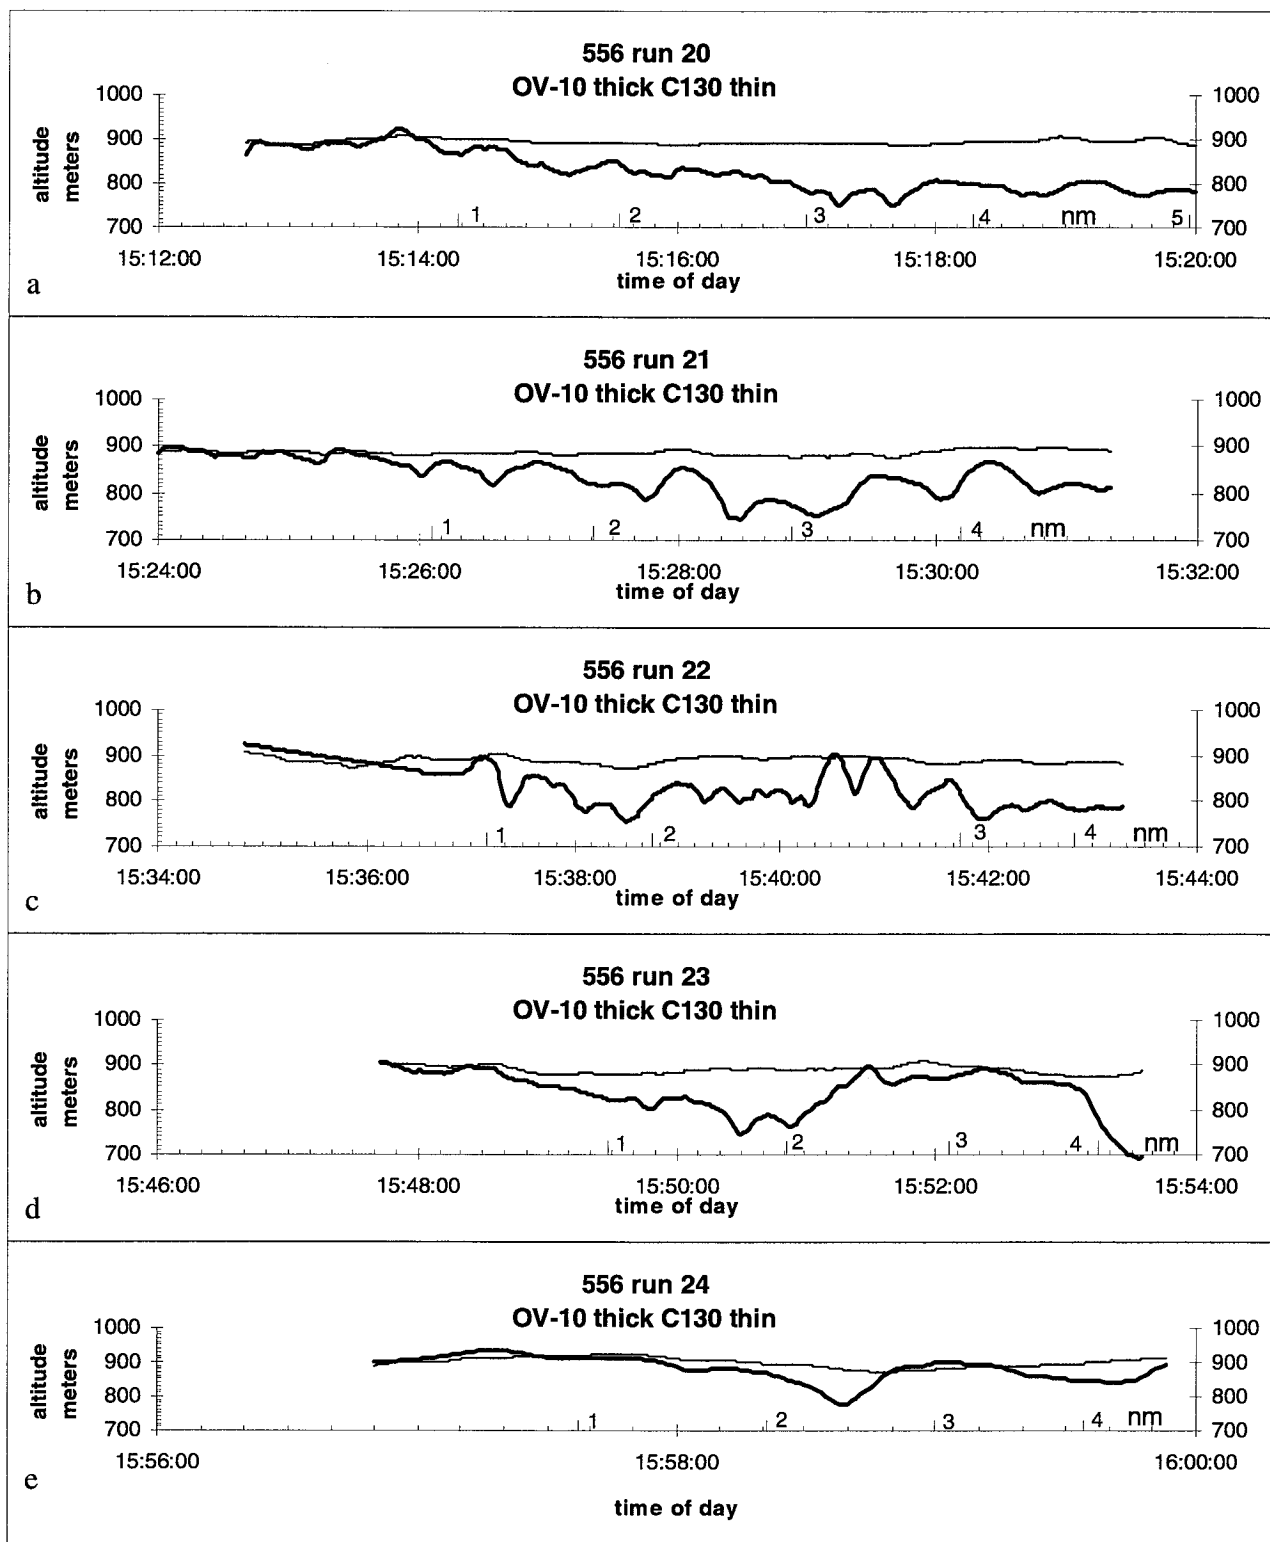 556 run 20
OV-10 thick C130 thin
altitude
meters
1000 1000
900 900
800 800
700 700
1 2 3 4 nm 5
15:12:00 15:14:00 15:16:00 15:18:00 15:20:00
time of day
a
556 run 21
OV-10 thick C130 thin
altitude
meters
1000 1000
900 900
800 800
700 700
1 2 3 4 nm
15:24:00 15:26:00 15:28:00 15:30:00 15:32:00
time of day
b
556 run 22
OV-10 thick C130 thin
altitude
meters
1000 1000
900 900
800 800
700 700
1 2 3 4 nm
15:34:00 15:36:00 15:38:00 15:40:00 15:42:00 15:44:00
time of day
c
556 run 23
OV-10 thick C130 thin
altitude
meters
1000 1000
900 900
800 800
700 700
1 2 3 4 nm
15:46:00 15:48:00 15:50:00 15:52:00 15:54:00
time of day
d
556 run 24
OV-10 thick C130 thin
altitude
meters
1000 1000
900 900
800 800
700 700
1 2 3 4 nm
15:56:00 15:58:00 16:00:00
time of day
e